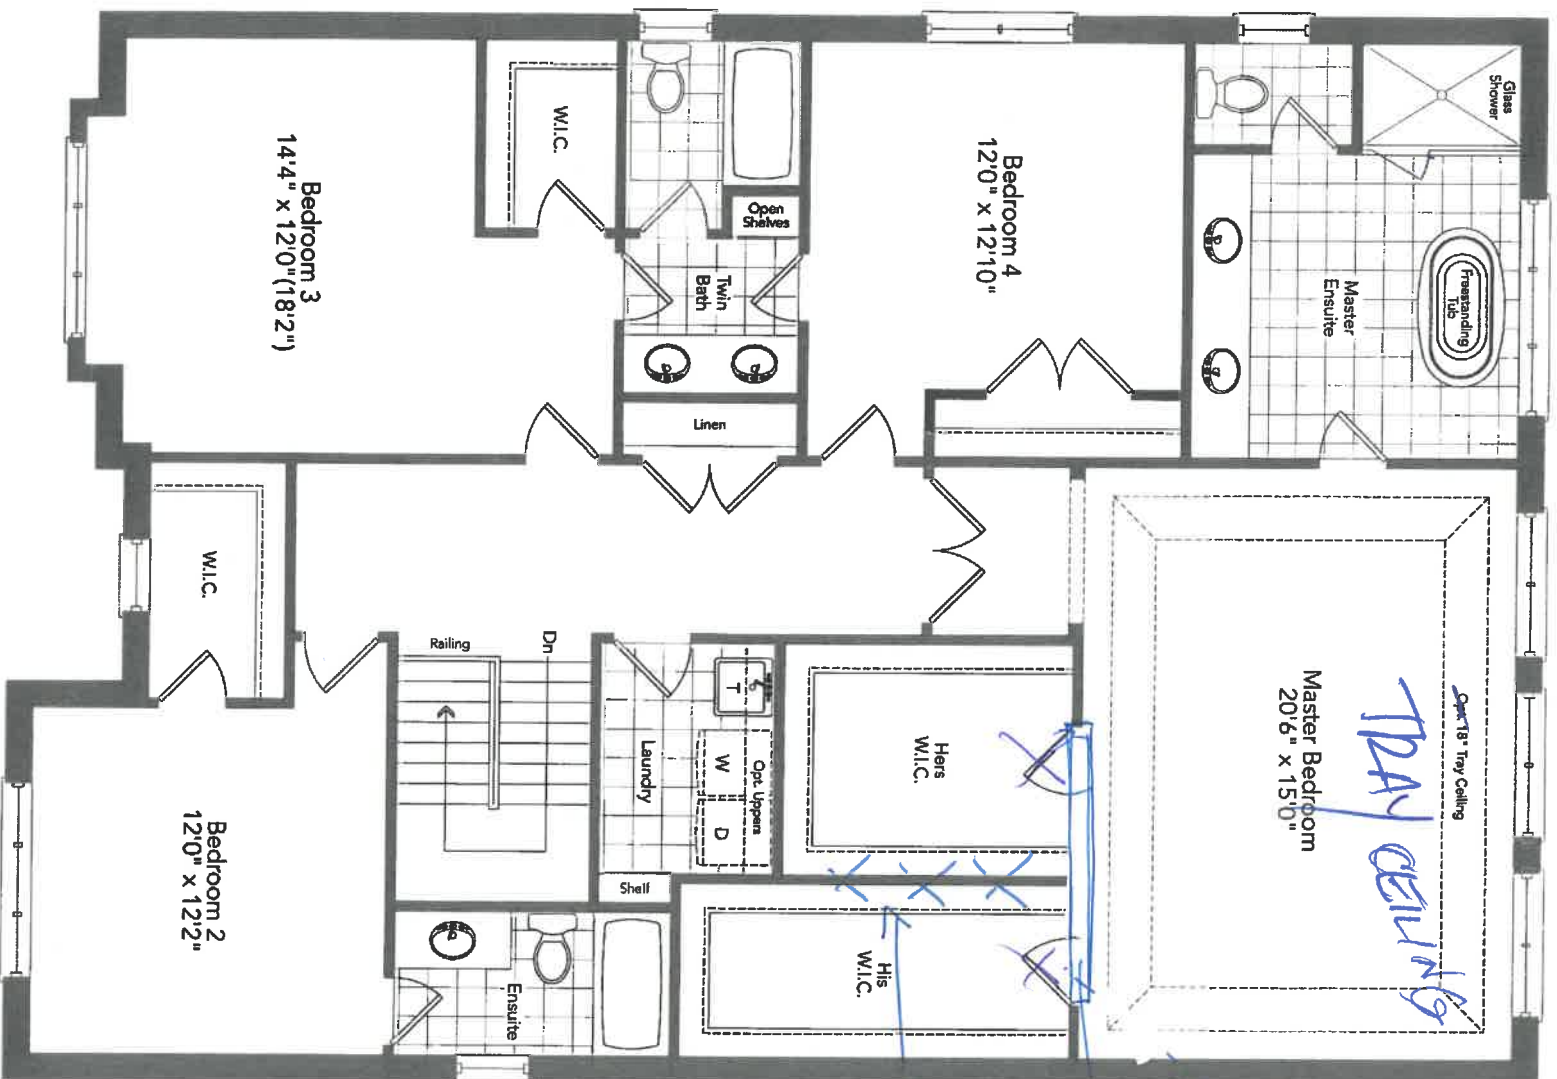 Glass
Shower
Freestanding
Tub
Master
Ensuite
Bedroom 4
12'0" x 12'10"
Open
Shelves
Twin
Bath
W.I.C.
Bedroom 3
14'4" x 12'0"(18'2")
Linen
W.I.C.
Opt. 18" Tray Ceiling
TRAY CEILING
Master Bedroom
20'6" x 15'0"
Hers
W.I.C.
His
W.I.C.
Dn
Railing
T
W
D
Opt. Uppers
Laundry
Shelf
Ensuite
Bedroom 2
12'0" x 12'2"